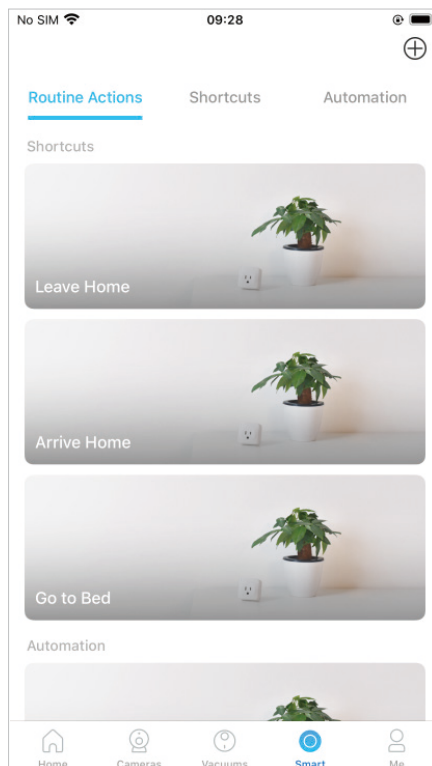 No SIM 09:28
Routine Actions Shortcuts Automation
Shortcuts
Leave Home
Arrive Home
Go to Bed
Automation
Home Cameras Vacuums Smart Me